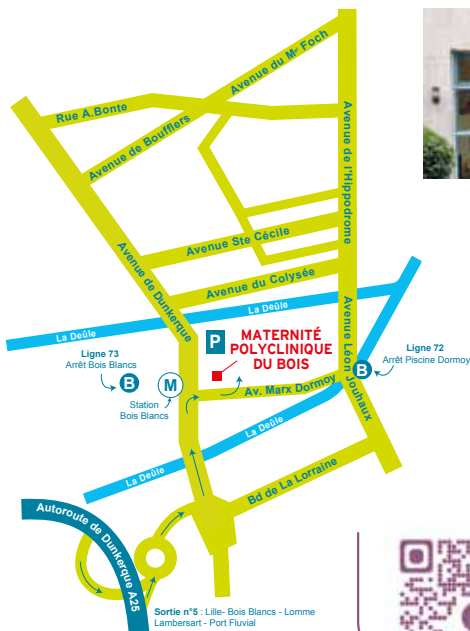 Avenue du Mal Foch
Rue A.Bonte
Avenue de Boufflers
Avenue de l'Hippodrome
Avenue de Dunkerque
Avenue Ste Cécile
Avenue du Colysée
La Deûle
La Deûle
P
MATERNITÉ
POLYCLINIQUE
DU BOIS
Avenue Léon Jouhaux
Ligne 73
Arrêt Bois Blancs
B
M
Station
Bois Blancs
Av. Marx Dormoy
B
Ligne 72
Arrêt Piscine Dormoy
La Deûle
La Deûle
Bd de La Lorraine
Autoroute de Dunkerque A25
Sortie n°5 : Lille- Bois Blancs - Lomme
Lambersart - Port Fluvial